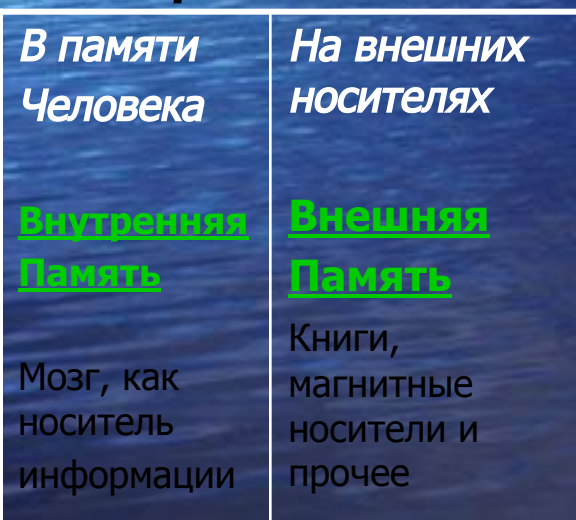 В памяти
Человека
Внутренняя
Память
Мозг, как
носитель
информации
На внешних
носителях
Внешняя
Память
Книги,
магнитные
носители и
прочее